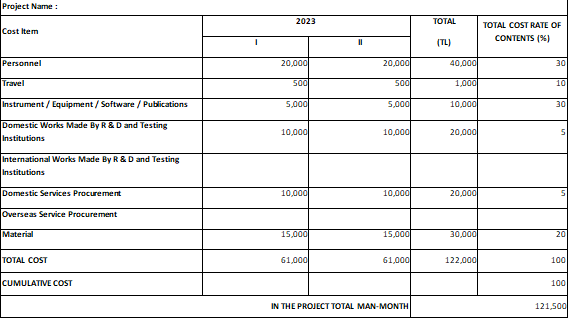 Project Name :
Cost Item 2023 TOTAL (TL) TOTAL COST RATE OF CONTENTS (%)
I II
Personnel 20,000 20,000 40,000 30
Travel 500 500 1,000 10
Instrument / Equipment / Software / Publications 5,000 5,000 10,000 30
Domestic Works Made By R & D and Testing Institutions 10,000 10,000 20,000 5
International Works Made By R & D and Testing Institutions
Domestic Services Procurement 10,000 10,000 20,000 5
Overseas Service Procurement
Material 15,000 15,000 30,000 20
TOTAL COST 61,000 61,000 122,000 100
CUMULATIVE COST 100
IN THE PROJECT TOTAL MAN-MONTH 121,500